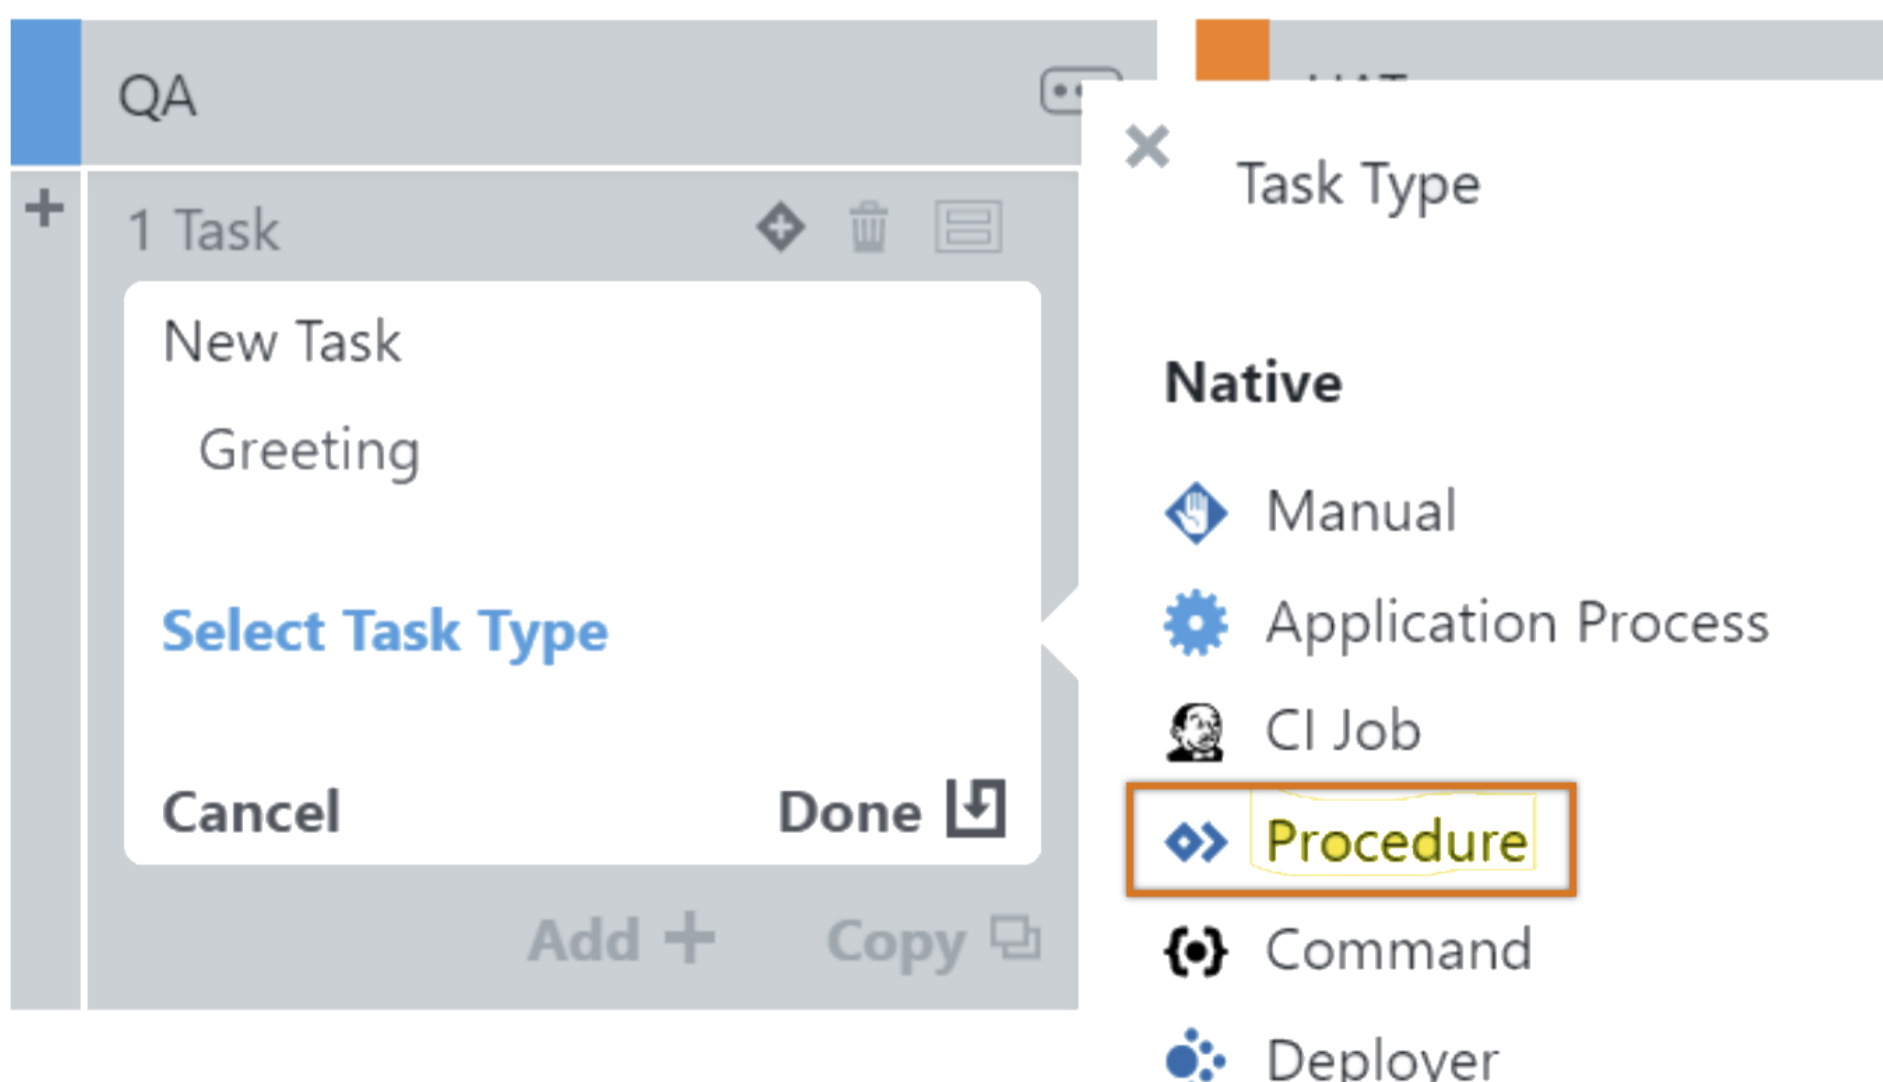 QA
1 Task
New Task
Greeting
Select Task Type
Cancel
Done
Add
Copy
Task Type
Native
Manual
Application Process
CI Job
Procedure
Command
Deployer